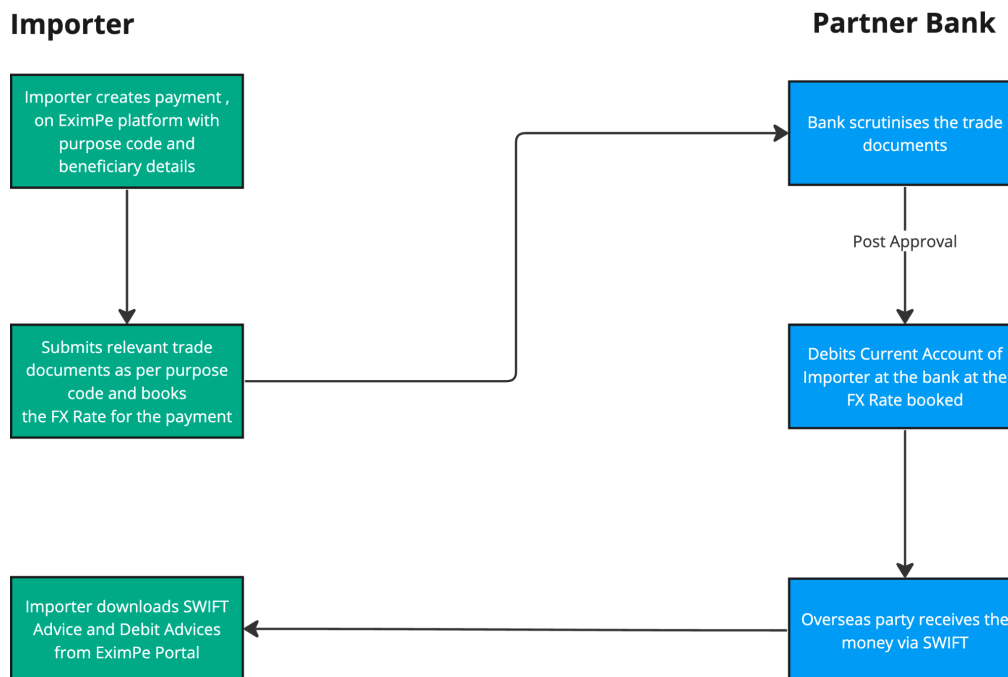 Importer
Partner Bank
Importer creates payment ,
on EximPe platform with
purpose code and
beneficiary details
Bank scrutinises the trade
documents
Post Approval
Submits relevant trade
documents as per purpose
code and books
the FX Rate for the payment
Debits Current Account of
Importer at the bank at the
FX Rate booked
Importer downloads SWIFT
Advice and Debit Advices
from EximPe Portal
Overseas party receives the
money via SWIFT